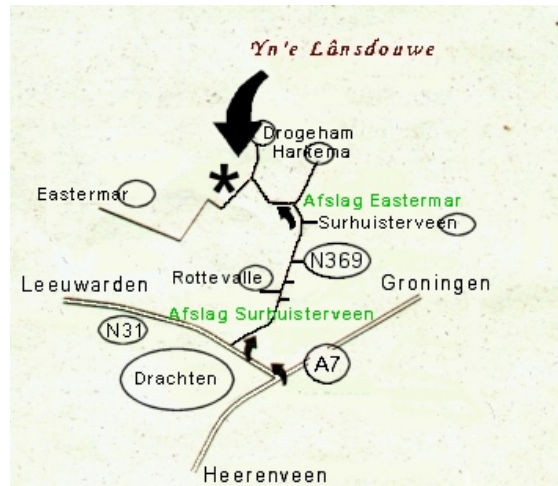 Yn'e Lânsdouwe
Drogeham
Harkema
*
Eastermar
Afslag Eastermar
Surhuisterveen
N369
Rottevalle
Leeuwarden
Groningen
Afslag Surhuisterveen
N31
A7
Drachten
Heerenveen